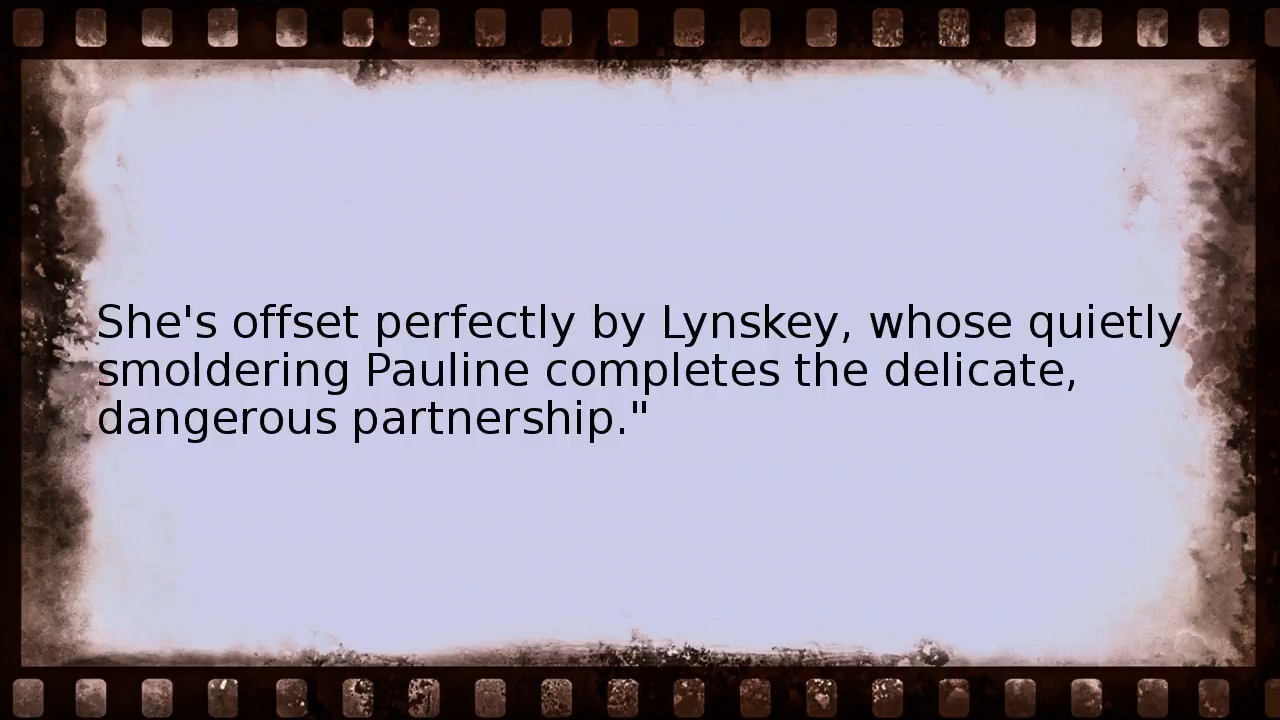 She's offset perfectly by Lynskey, whose quietly
smoldering Pauline completes the delicate,
dangerous partnership."